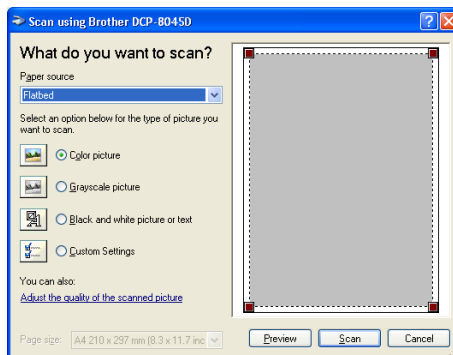 Scan using Brother DCP-8045D
What do you want to scan?
Paper source
Flatbed
Select an option below for the type of picture you
want to scan.
Color picture
Grayscale picture
Black and white picture or text
Custom Settings
You can also:
Adjust the quality of the scanned picture
Page size:
A4 210 x 297 mm (8.3 x 11.7 inc
Preview
Scan
Cancel